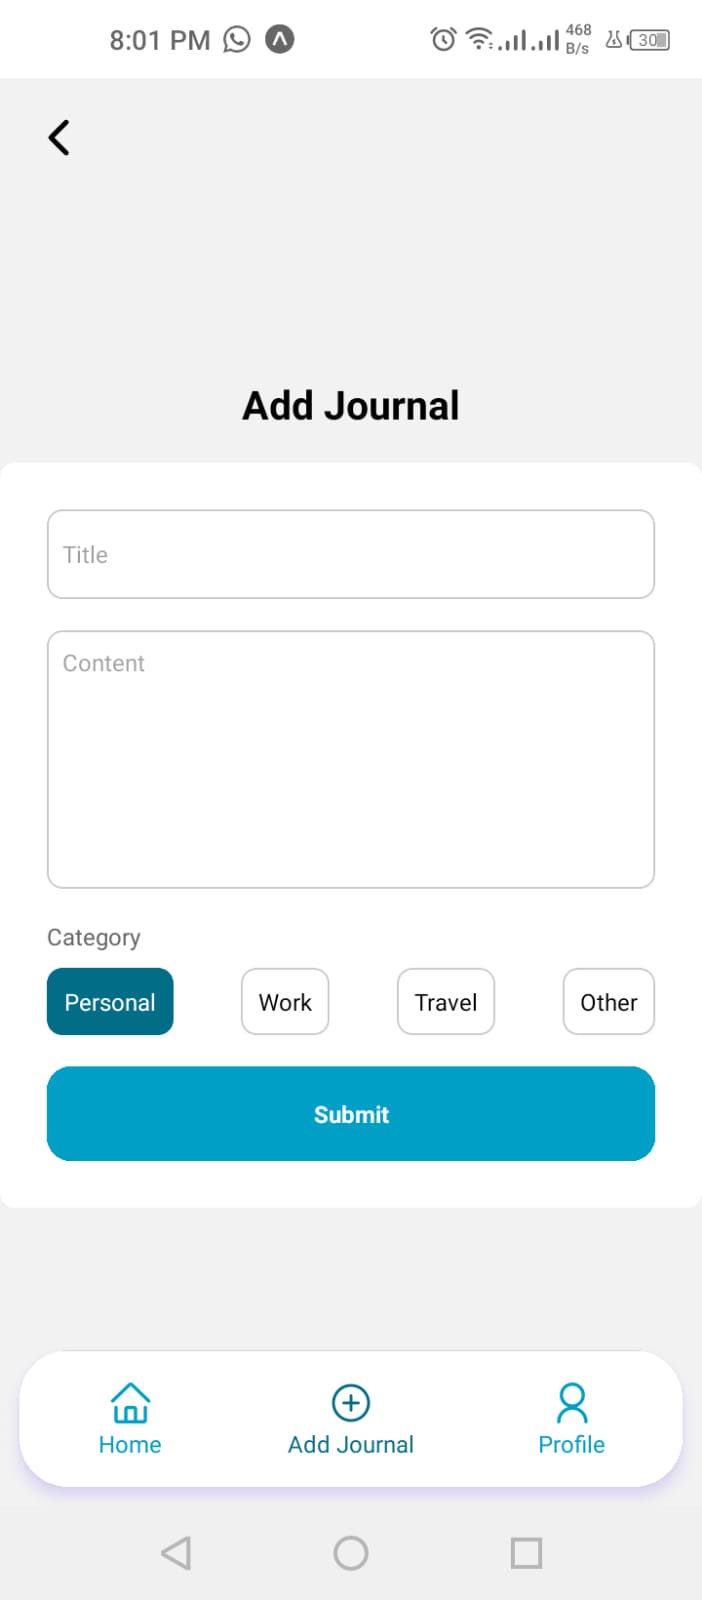 8:01 PM 468 B/s 30
Add Journal
Title
Content
Category
Personal Work Travel Other
Submit
Home Add Journal Profile